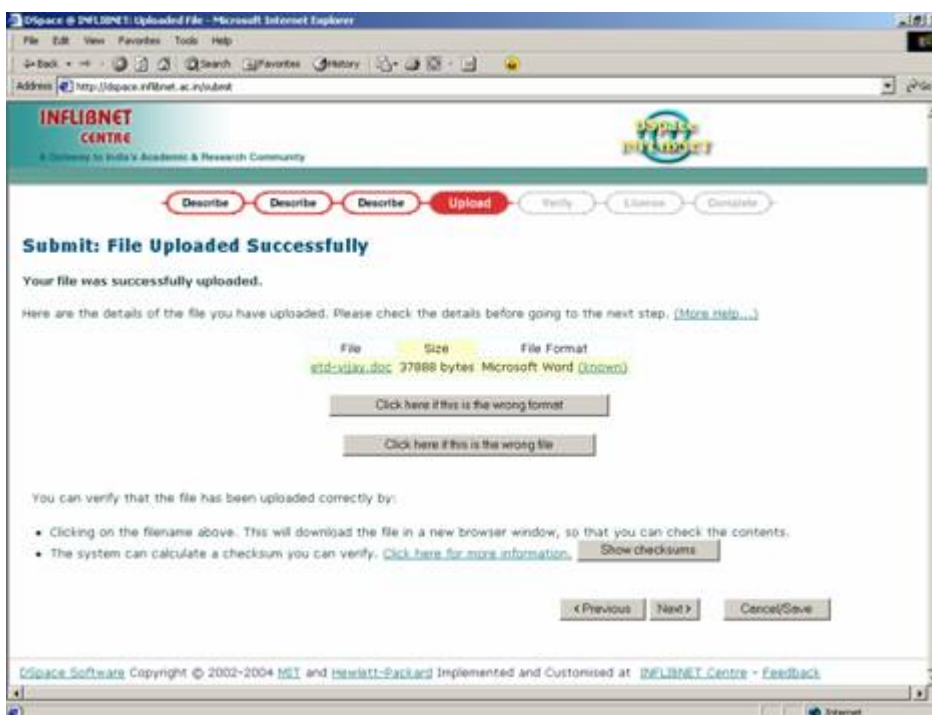 DSpace @ INFLIBNET: Uploaded File - Microsoft Internet Explorer
File Edit View Favorites Tools Help
Back Search Favorites History
Address http://dspace.inflibnet.ac.in/submit Go
INFLIBNET
CENTRE
A Gateway to India's Academic & Research Community
DSpace
INFLIBNET
Describe Describe Describe Upload Verify License Complete
Submit: File Uploaded Successfully
Your file was successfully uploaded.
Here are the details of the file you have uploaded. Please check the details before going to the next step. (More Help...)
File Size File Format
etd-vijay.doc 37888 bytes Microsoft Word (known)
Click here if this is the wrong format
Click here if this is the wrong file
You can verify that the file has been uploaded correctly by:
• Clicking on the filename above. This will download the file in a new browser window, so that you can check the contents.
• The system can calculate a checksum you can verify. Click here for more information. Show checksums
< Previous Next > Cancel/Save
DSpace Software Copyright © 2002-2004 MIT and Hewlett-Packard Implemented and Customised at INFLIBNET Centre - Feedback
Internet